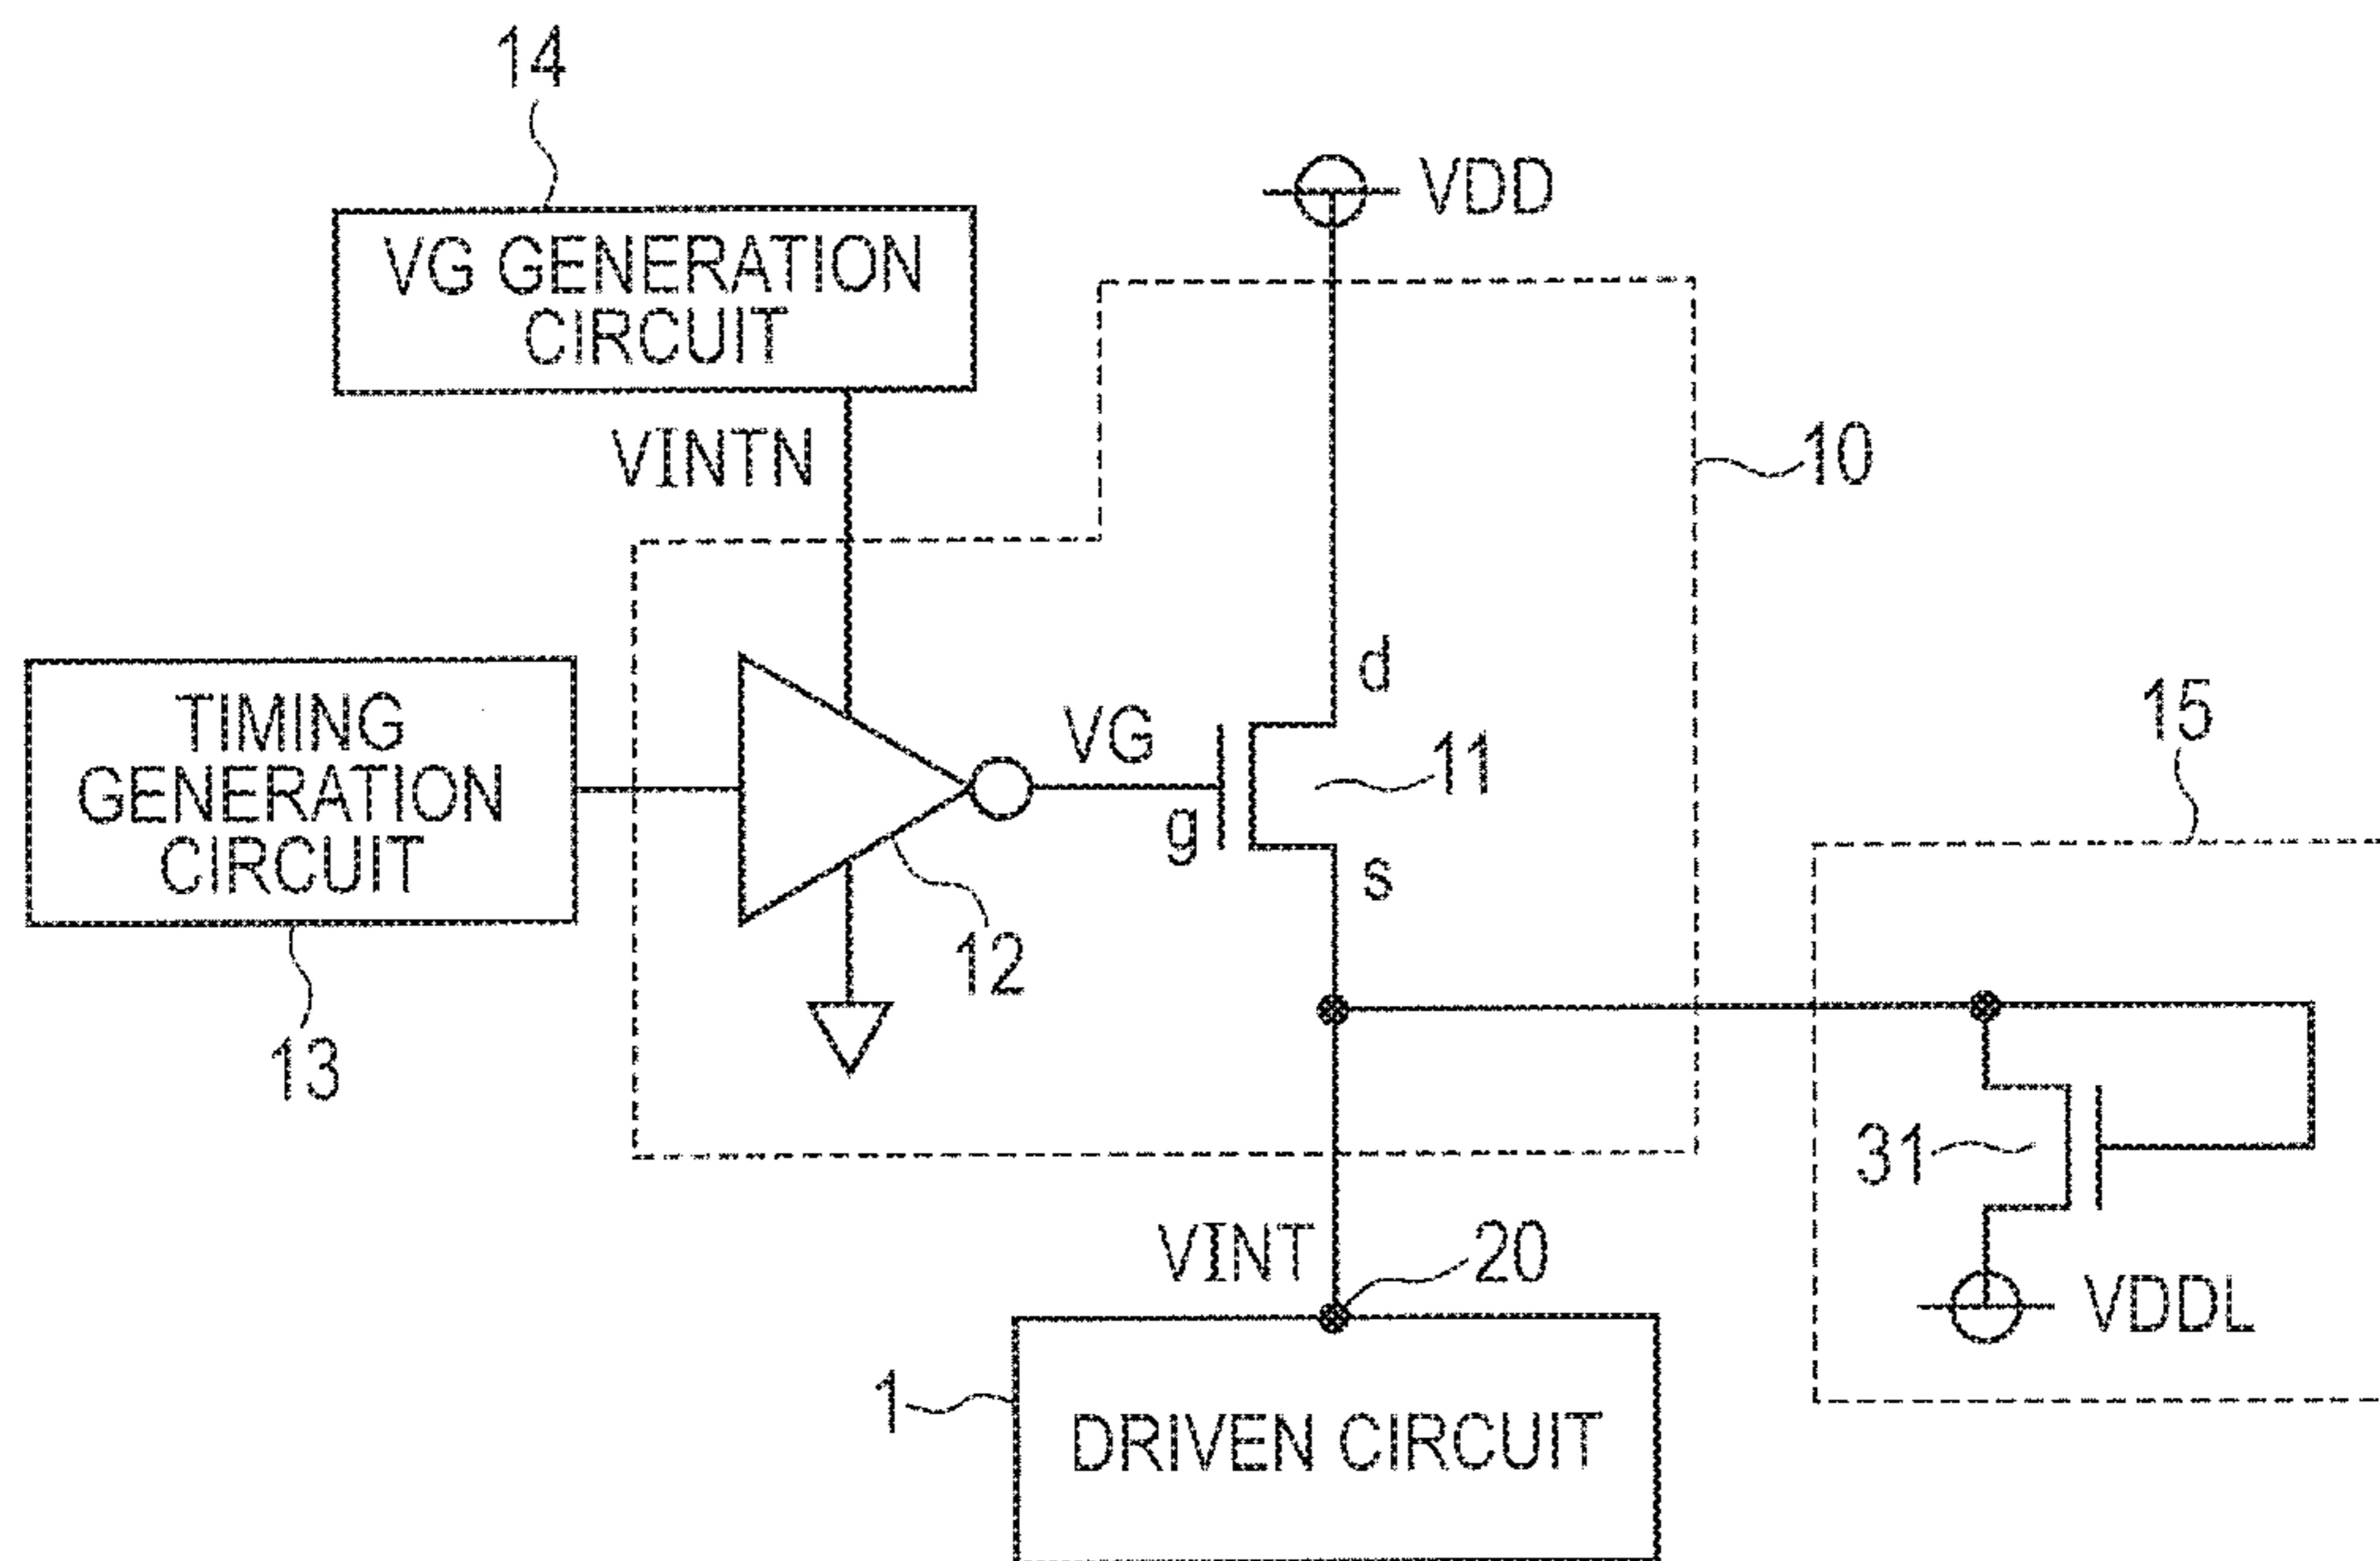 14
VDD
VG GENERATION
CIRCUIT
VINTN
10
d
TIMING
GENERATION
CIRCUIT
VG
11
15
g
s
12
13
31
VINT
20
VDDL
1
DRIVEN CIRCUIT